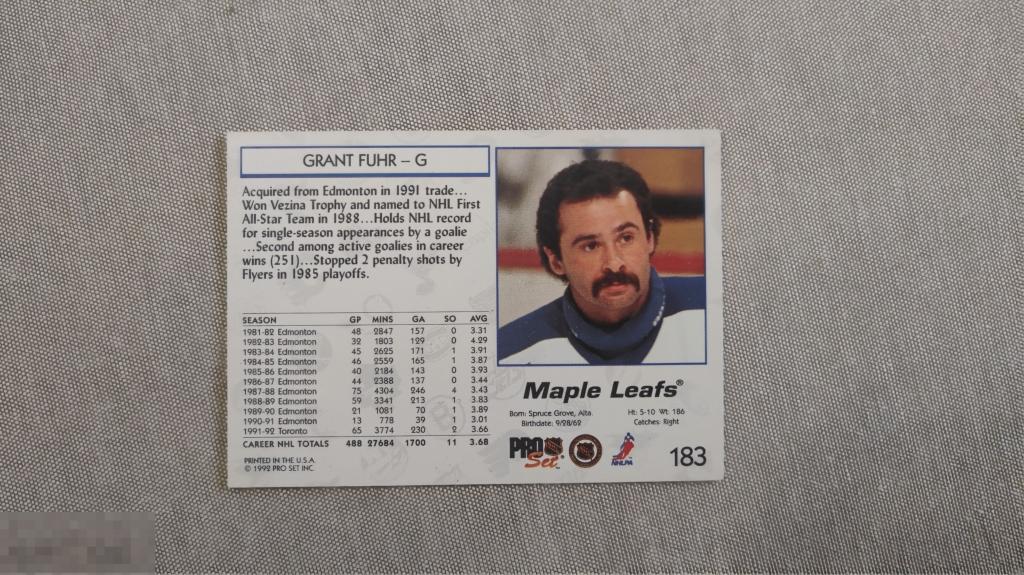 GRANT FUHR – G
Acquired from Edmonton in 1991 trade...
Won Vezina Trophy and named to NHL First
All-Star Team in 1988...Holds NHL record
for single-season appearances by a goalie
...Second among active goalies in career
wins (251)...Stopped 2 penalty shots by
Flyers in 1985 playoffs.
SEASON GP MINS GA SO AVG
1981-82 Edmonton 48 2847 157 0 3.31
1982-83 Edmonton 32 1803 129 0 4.29
1983-84 Edmonton 45 2625 171 1 3.91
1984-85 Edmonton 46 2559 165 1 3.87
1985-86 Edmonton 40 2184 143 0 3.93
1986-87 Edmonton 44 2388 137 0 3.44
1987-88 Edmonton 75 4304 246 4 3.43
1988-89 Edmonton 59 3341 213 1 3.83
1989-90 Edmonton 21 1081 70 1 3.89
1990-91 Edmonton 13 778 39 1 3.01
1991-92 Toronto 65 3774 230 2 3.66
CAREER NHL TOTALS 488 27684 1700 11 3.68
PRINTED IN THE U.S.A.
© 1992 PRO SET INC.
Maple Leafs®
Born: Spruce Grove, Alta. Ht: 5-10 Wt: 186
Birthdate: 9/28/62 Catches: Right
PRO Set NHLPA 183